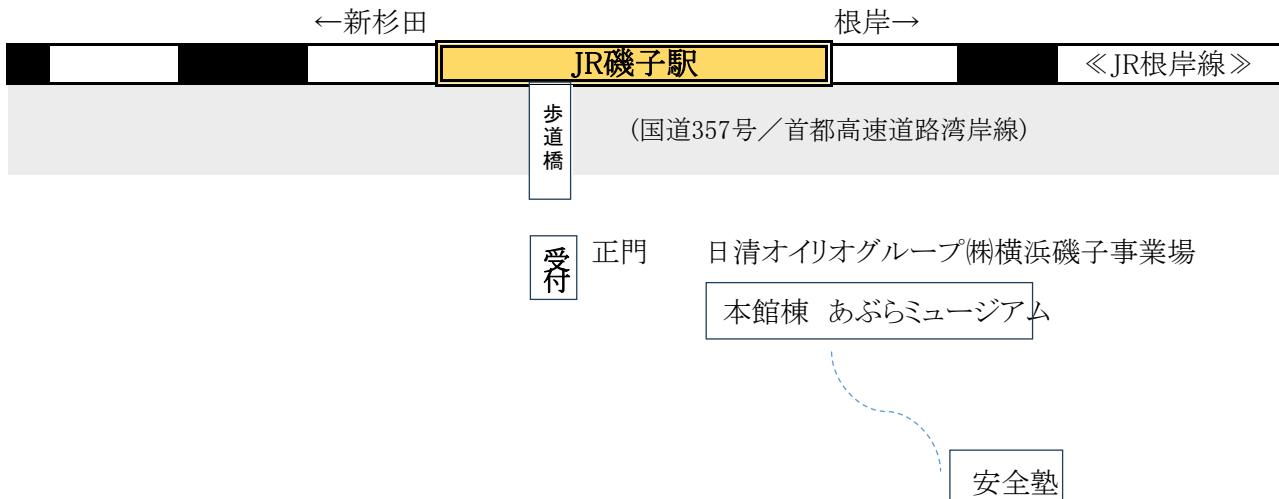 ←新杉田 根岸→
JR磯子駅 ≪JR根岸線≫
歩道橋
(国道357号／首都高速道路湾岸線)
受付
正門 日清オイリオグループ㈱横浜磯子事業場
本館棟 あぶらミュージアム
安全塾